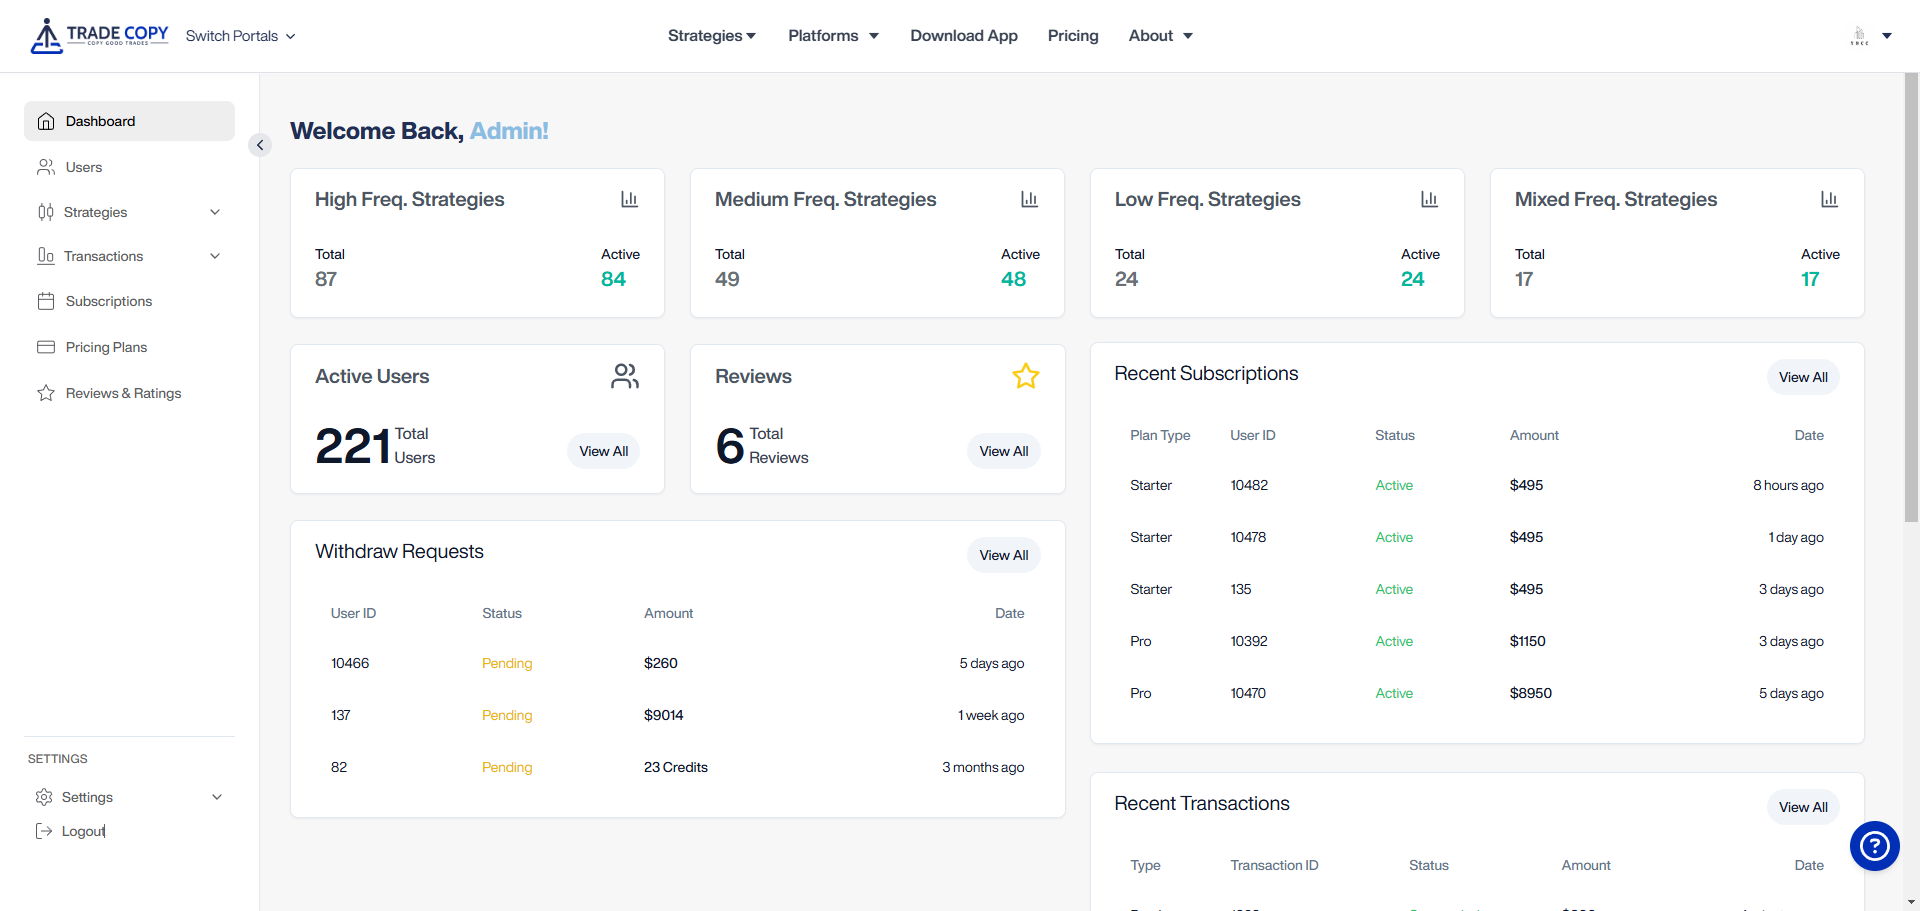 TRADE COPY
COPY GOOD TRADES
Switch Portals
Strategies
Platforms
Download App
Pricing
About
Dashboard
Users
Strategies
Transactions
Subscriptions
Pricing Plans
Reviews & Ratings
SETTINGS
Settings
Logout
Welcome Back, Admin!
High Freq. Strategies
Total Active
87 84
Medium Freq. Strategies
Total Active
49 48
Low Freq. Strategies
Total Active
24 24
Mixed Freq. Strategies
Total Active
17 17
Active Users
221 Total Users
View All
Reviews
6 Total Reviews
View All
Withdraw Requests
View All
User ID Status Amount Date
10466 Pending $260 5 days ago
137 Pending $9014 1 week ago
82 Pending 23 Credits 3 months ago
Recent Subscriptions
View All
Plan Type User ID Status Amount Date
Starter 10482 Active $495 8 hours ago
Starter 10478 Active $495 1 day ago
Starter 135 Active $495 3 days ago
Pro 10392 Active $1150 3 days ago
Pro 10470 Active $8950 5 days ago
Recent Transactions
View All
Type Transaction ID Status Amount Date